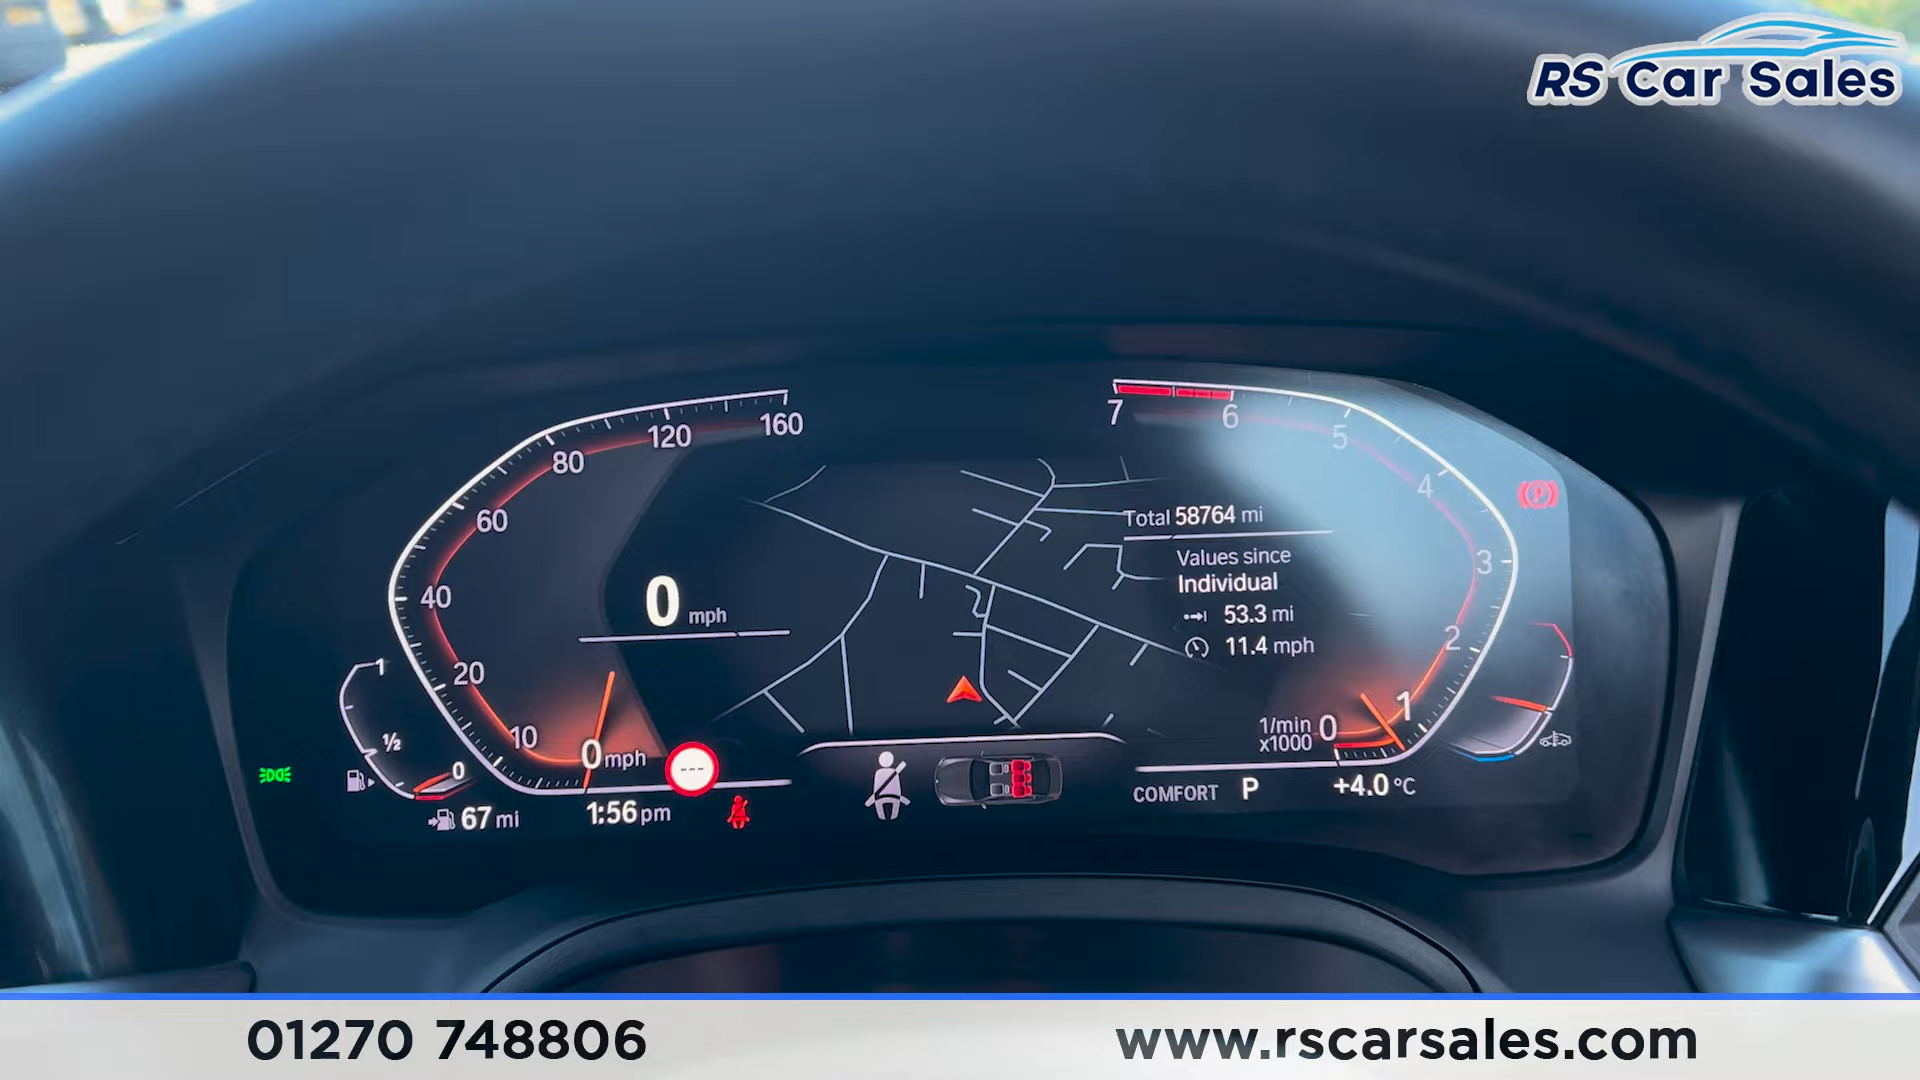 RS Car Sales
160
120
80
60
40
20
10
0 mph
0 mph
1
1/2
0
67 mi
1:56pm
---
7
6
5
4
3
2
1
0
1/min
x1000
Total 58764 mi
Values since
Individual
53.3 mi
11.4 mph
P
COMFORT P
+4.0 °C
01270 748806
www.rscarsales.com